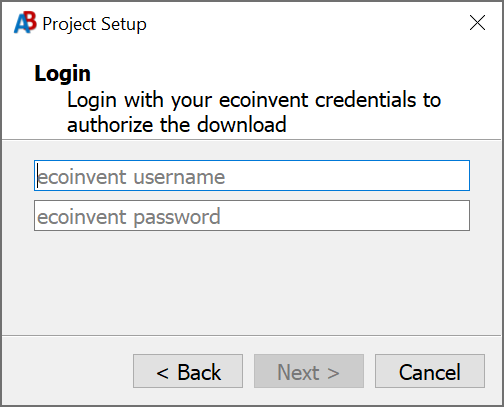 AB Project Setup
Login
Login with your ecoinvent credentials to
authorize the download
ecoinvent username
ecoinvent password
< Back Next > Cancel